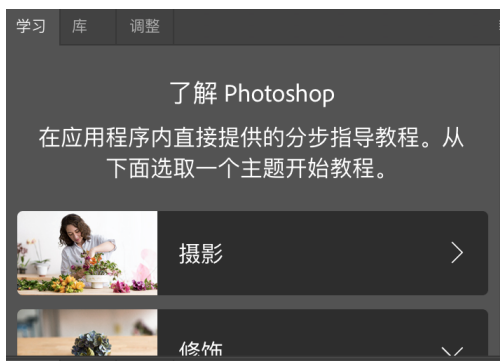 学习 库 调整
了解 Photoshop
在应用程序内直接提供的分步指导教程。从
下面选取一个主题开始教程。
摄影
修饰